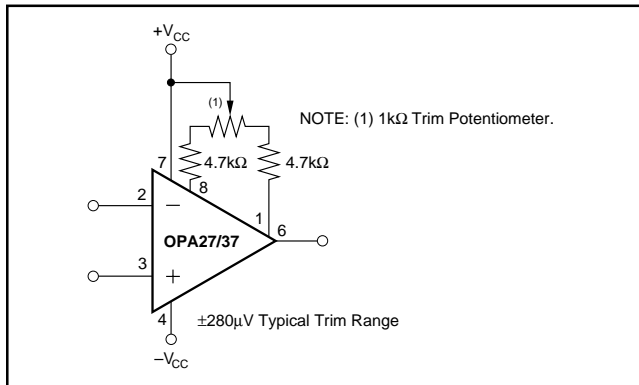 +VCC
(1)
NOTE: (1) 1kΩ Trim Potentiometer.
4.7kΩ
4.7kΩ
7
8
2
−
1
6
OPA27/37
3
+
4
±280µV Typical Trim Range
−VCC